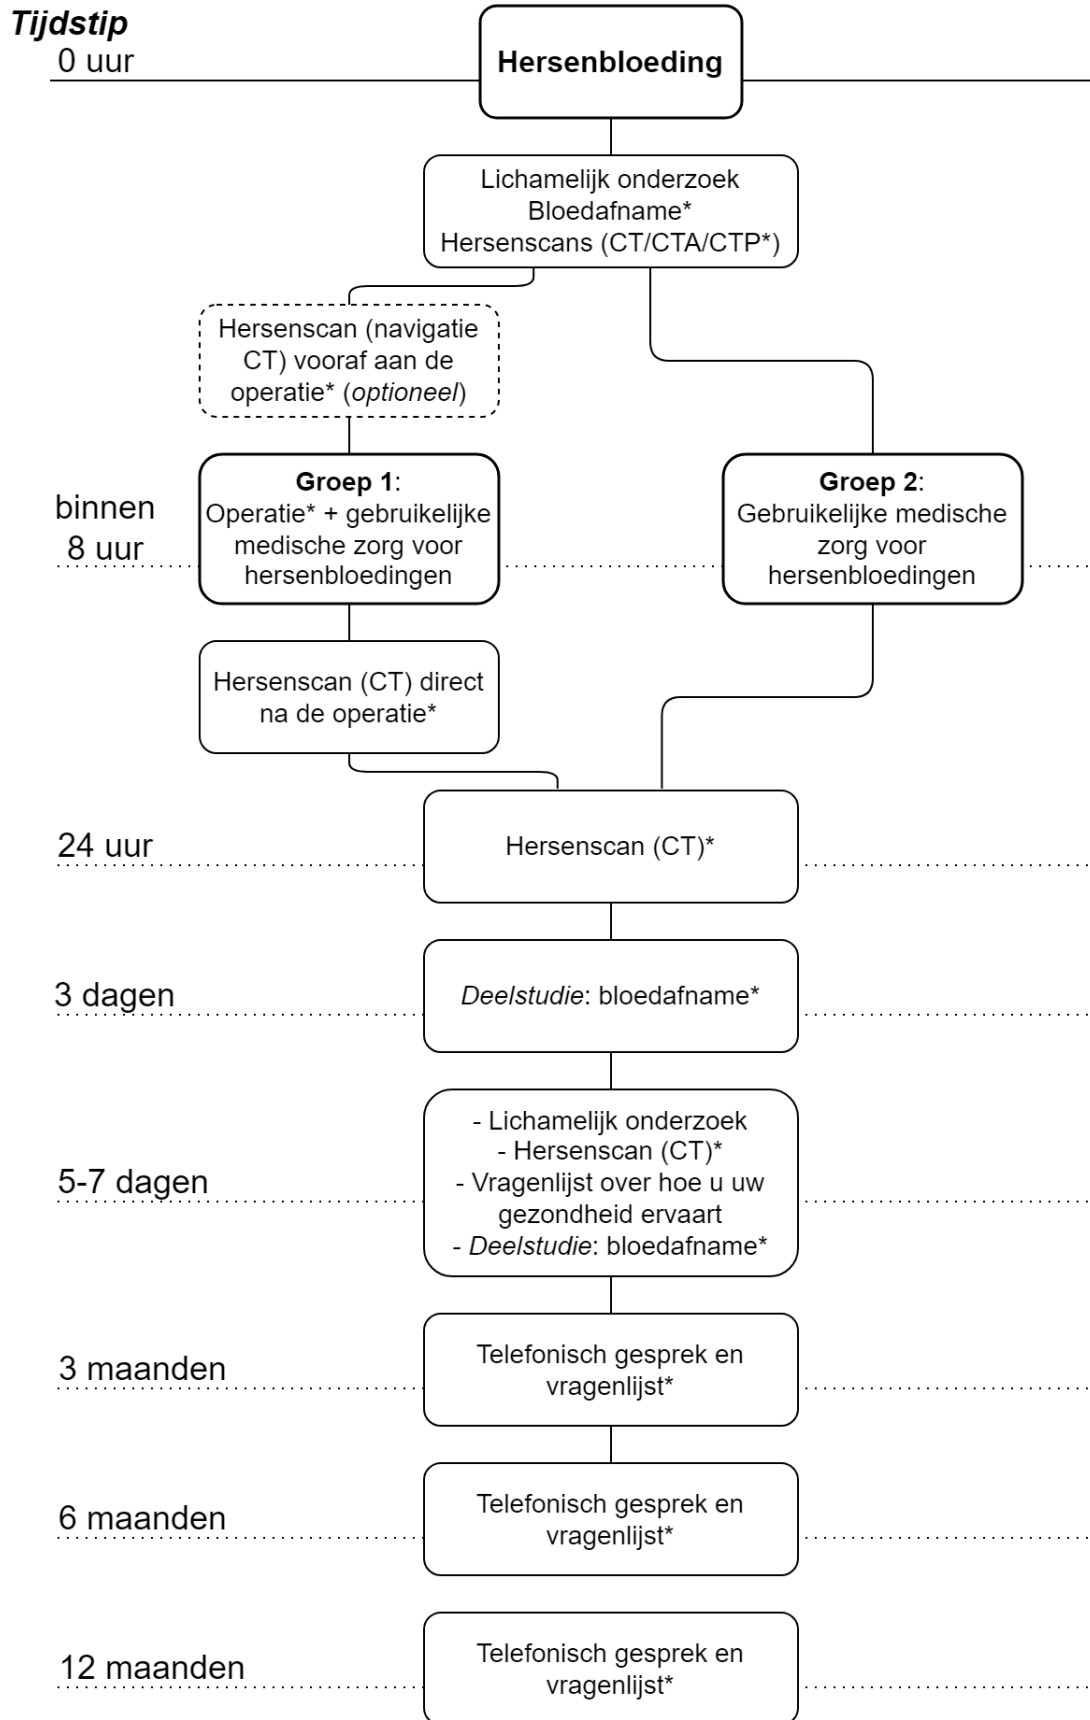 Tijdstip
0 uur
Hersenbloeding
Lichamelijk onderzoek
Bloedafname*
Hersenscans (CT/CTA/CTP*)
Hersenscan (navigatie
CT) vooraf aan de
operatie* (optioneel)
binnen
8 uur
Groep 1:
Operatie* + gebruikelijke
medische zorg voor
hersenbloedingen
Groep 2:
Gebruikelijke medische
zorg voor
hersenbloedingen
Hersenscan (CT) direct
na de operatie*
24 uur
Hersenscan (CT)*
3 dagen
Deelstudie: bloedafname*
5-7 dagen
- Lichamelijk onderzoek
- Hersenscan (CT)*
- Vragenlijst over hoe u uw
gezondheid ervaart
- Deelstudie: bloedafname*
3 maanden
Telefonisch gesprek en
vragenlijst*
6 maanden
Telefonisch gesprek en
vragenlijst*
12 maanden
Telefonisch gesprek en
vragenlijst*